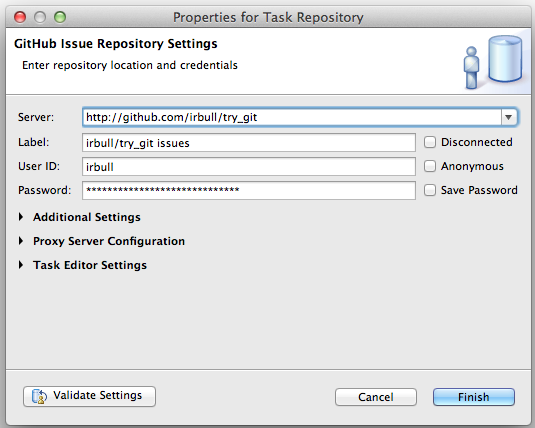 Properties for Task Repository
GitHub Issue Repository Settings
Enter repository location and credentials
Server: http://github.com/irbull/try_git
Label: irbull/try_git issues Disconnected
User ID: irbull Anonymous
Password: ***************************** Save Password
Additional Settings
Proxy Server Configuration
Task Editor Settings
Validate Settings Cancel Finish